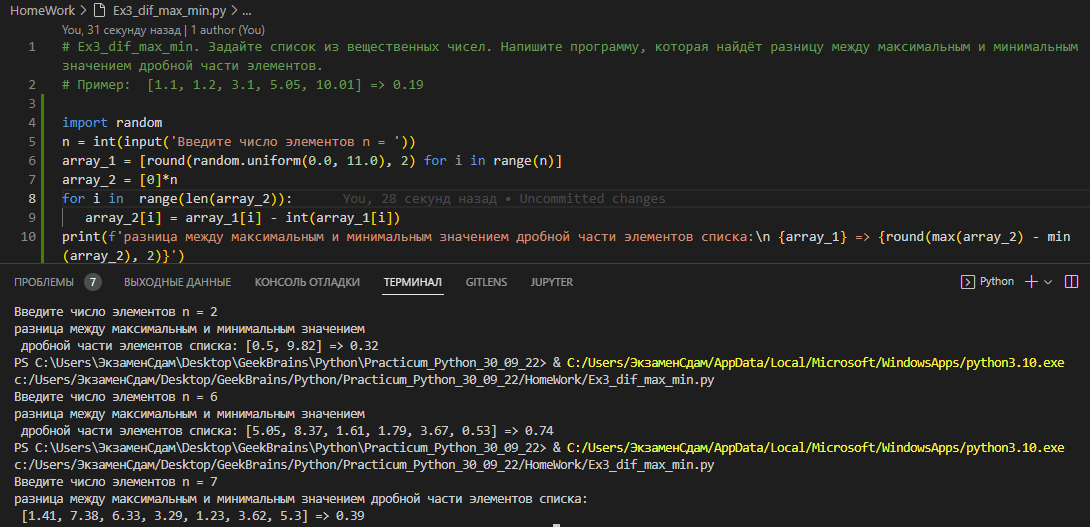 HomeWork > Ex3_dif_max_min.py > ...
You, 31 секунду назад | 1 author (You)
1 # Ex3_dif_max_min. Задайте список из вещественных чисел. Напишите программу, которая найдёт разницу между максимальным и минимальным
значением дробной части элементов.
2 # Пример: [1.1, 1.2, 3.1, 5.05, 10.01] => 0.19
3
4 import random
5 n = int(input('Введите число элементов n = '))
6 array_1 = [round(random.uniform(0.0, 11.0), 2) for i in range(n)]
7 array_2 = [0]*n
8 for i in  range(len(array_2)): You, 28 секунд назад • Uncommitted changes
9 array_2[i] = array_1[i] - int(array_1[i])
10 print(f'разница между максимальным и минимальным значением дробной части элементов списка:\n {array_1} => {round(max(array_2) - min
(array_2), 2)}')
ПРОБЛЕМЫ 7 ВЫХОДНЫЕ ДАННЫЕ КОНСОЛЬ ОТЛАДКИ ТЕРМИНАЛ GITLENS JUPYTER Python
Введите число элементов n = 2
разница между максимальным и минимальным значением
дробной части элементов списка: [0.5, 9.82] => 0.32
PS C:\Users\ЭкзаменСдам\Desktop\GeekBrains\Python\Practicum_Python_30_09_22> & C:/Users/ЭкзаменСдам/AppData/Local/Microsoft/WindowsApps/python3.10.exe
c:/Users/ЭкзаменСдам/Desktop/GeekBrains/Python/Practicum_Python_30_09_22/HomeWork/Ex3_dif_max_min.py
Введите число элементов n = 6
разница между максимальным и минимальным значением
дробной части элементов списка: [5.05, 8.37, 1.61, 1.79, 3.67, 0.53] => 0.74
PS C:\Users\ЭкзаменСдам\Desktop\GeekBrains\Python\Practicum_Python_30_09_22> & C:/Users/ЭкзаменСдам/AppData/Local/Microsoft/WindowsApps/python3.10.exe
c:/Users/ЭкзаменСдам/Desktop/GeekBrains/Python/Practicum_Python_30_09_22/HomeWork/Ex3_dif_max_min.py
Введите число элементов n = 7
разница между максимальным и минимальным значением дробной части элементов списка:
[1.41, 7.38, 6.33, 3.29, 1.23, 3.62, 5.3] => 0.39